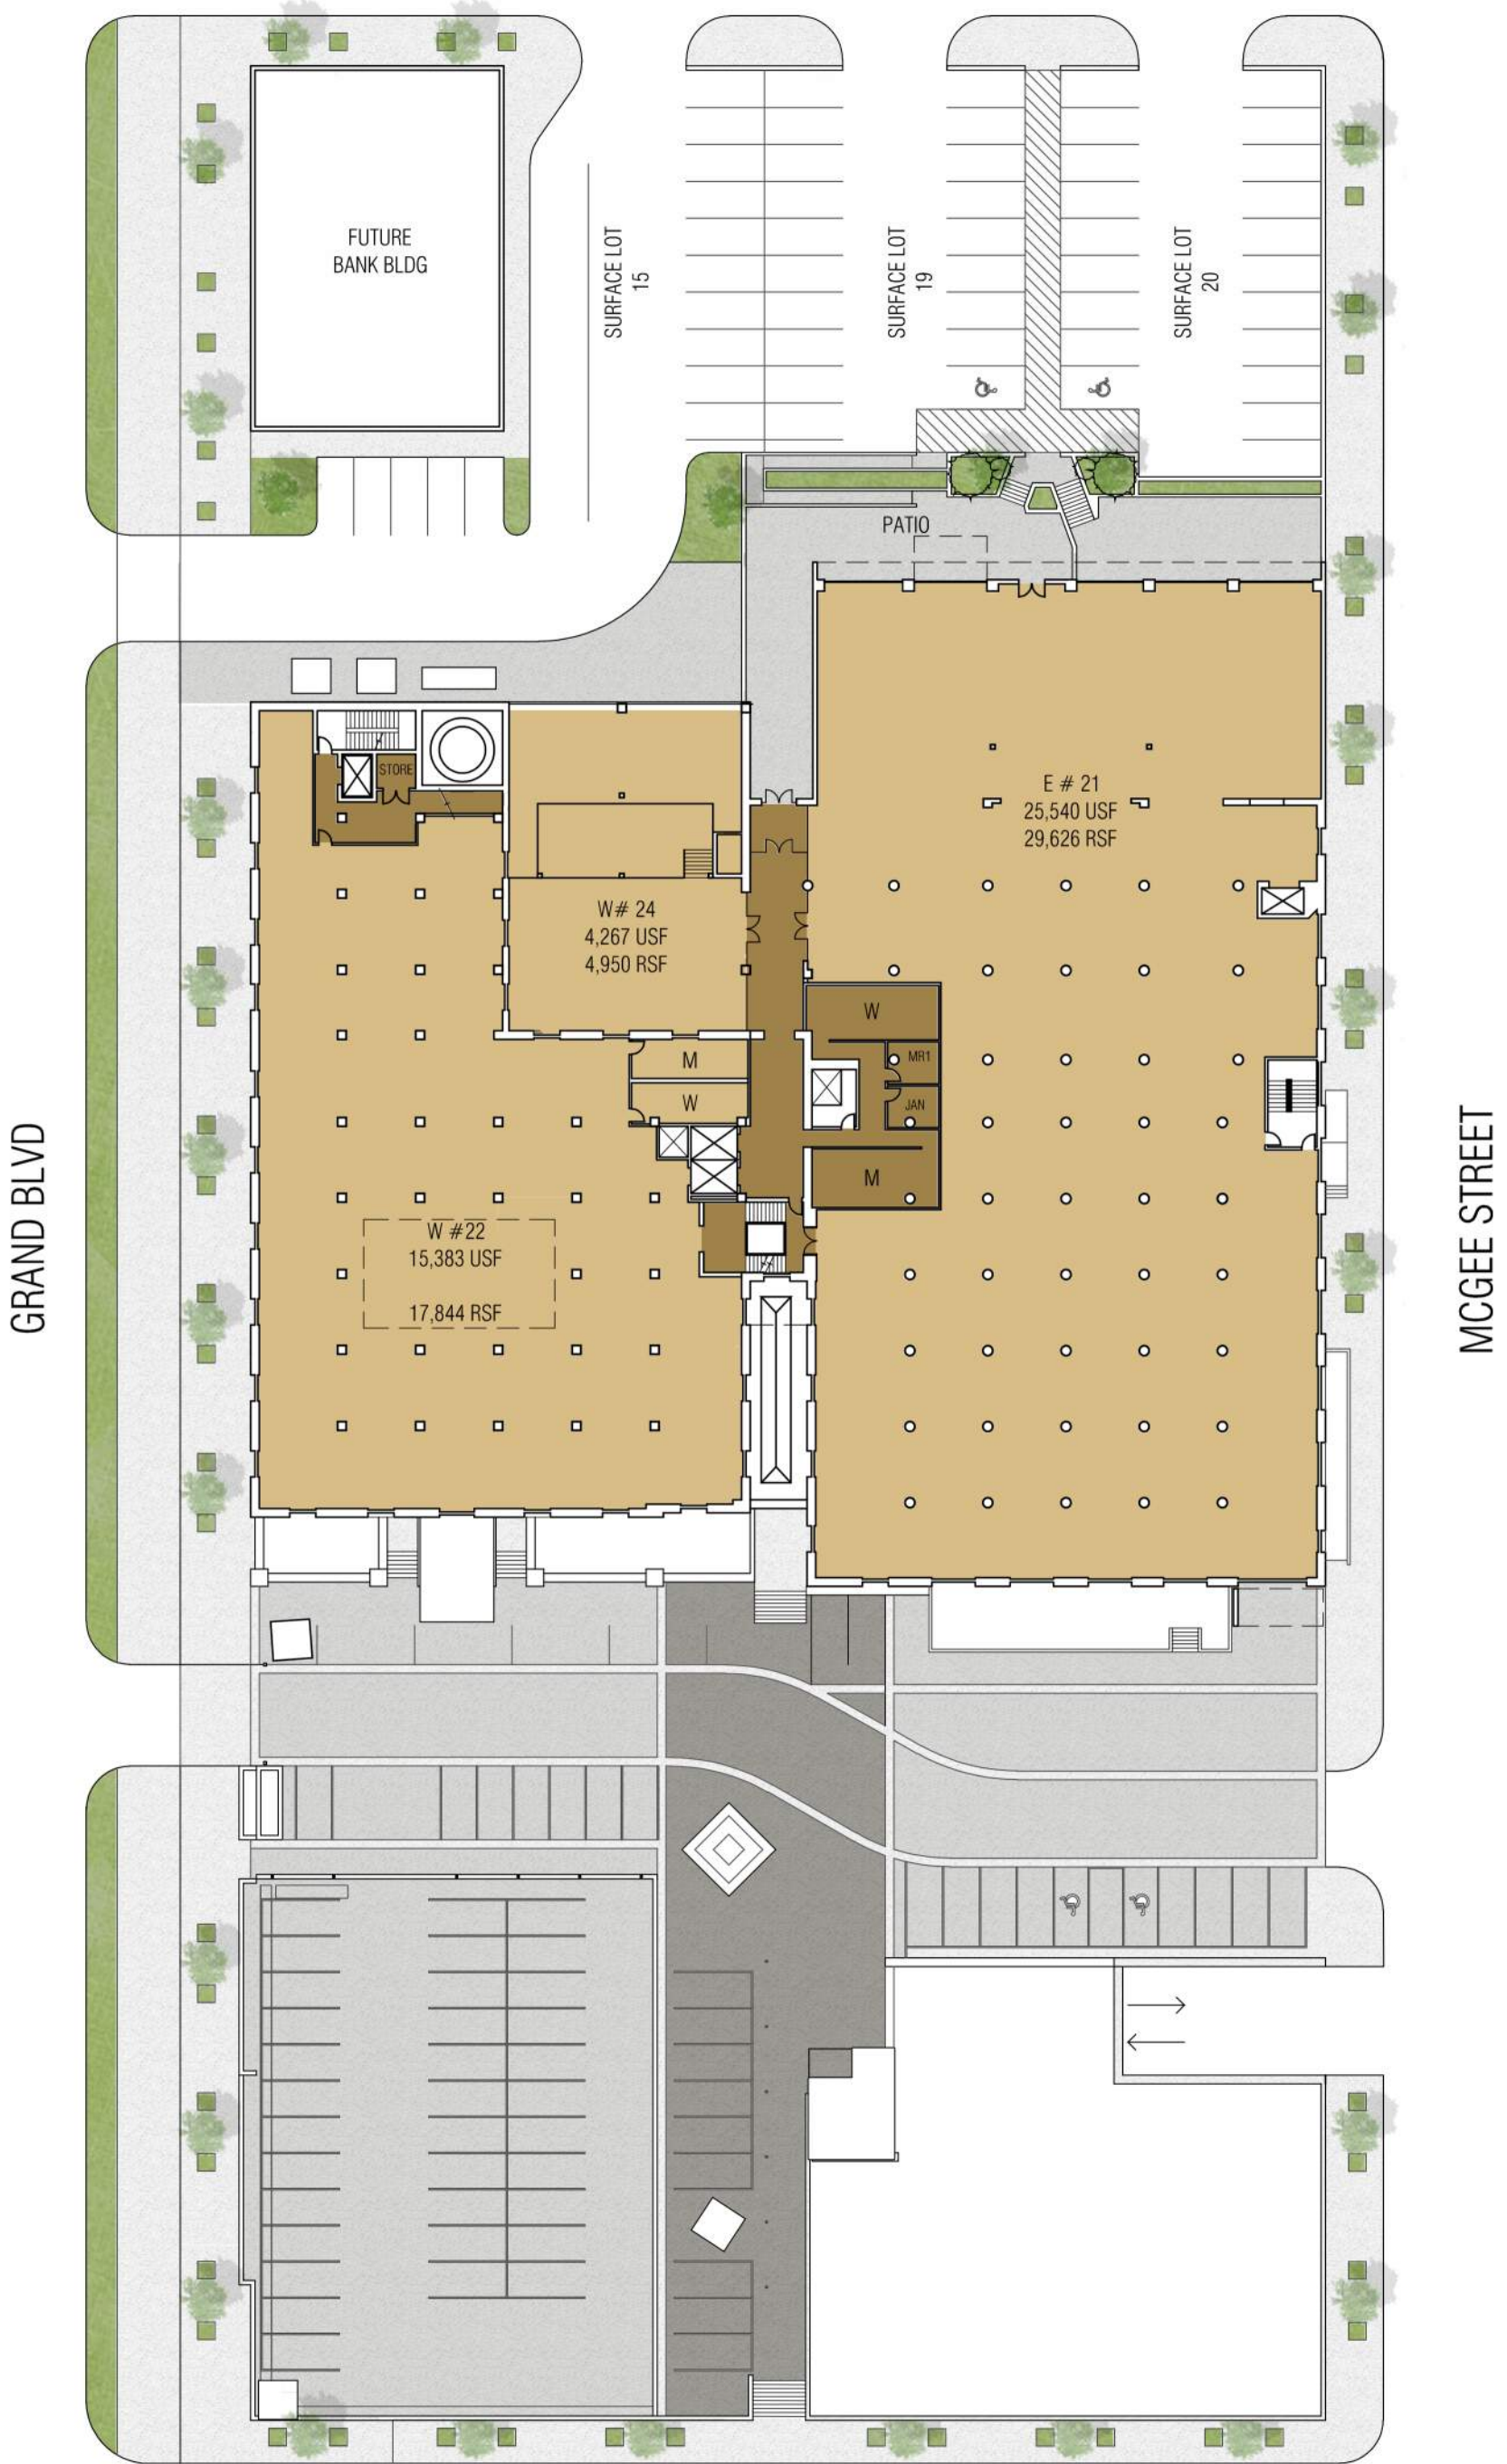 FUTURE
BANK BLDG
SURFACE LOT
15
SURFACE LOT
19
SURFACE LOT
20
PATIO
STORE
E # 21
25,540 USF
29,626 RSF
W# 24
4,267 USF
4,950 RSF
W
M
MR1
W
JAN
M
W #22
15,383 USF
17,844 RSF
GRAND BLVD
MCGEE STREET